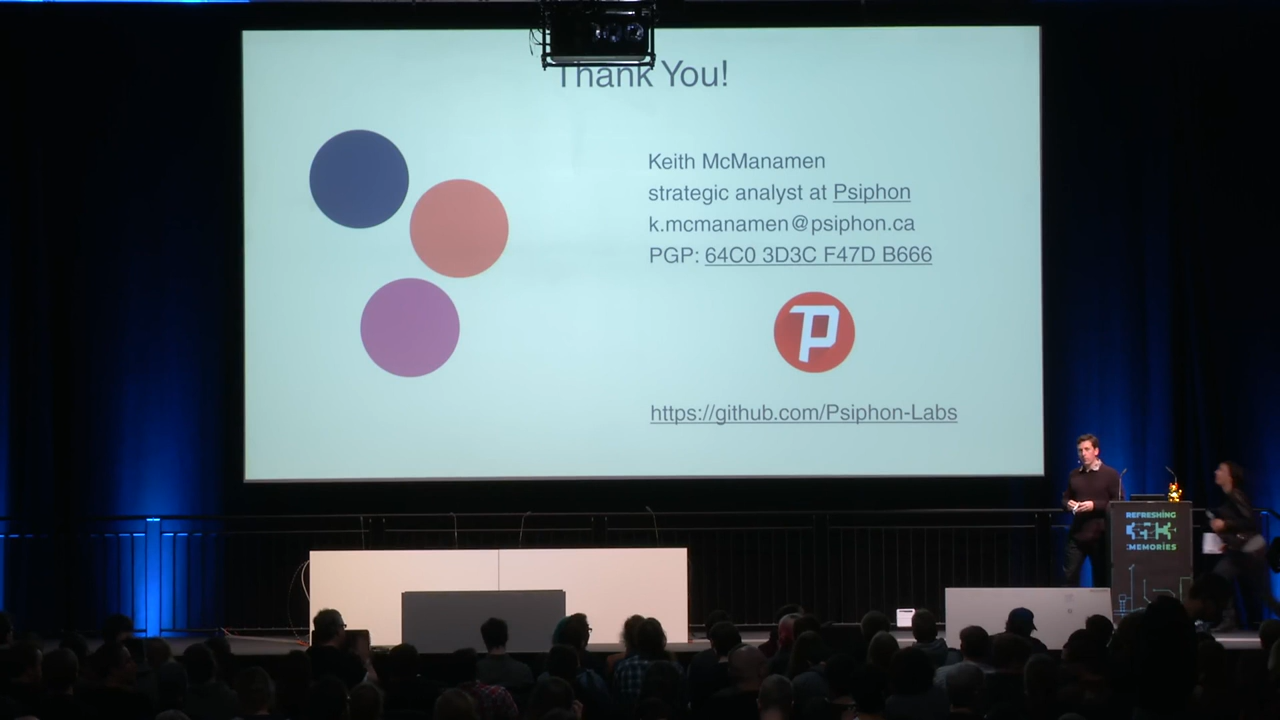 Thank You!
Keith McManamen
strategic analyst at Psiphon
k.mcmanamen@psiphon.ca
PGP: 64C0 3D3C F47D B666
P
https://github.com/Psiphon-Labs
REFRESHING
MEMORIES